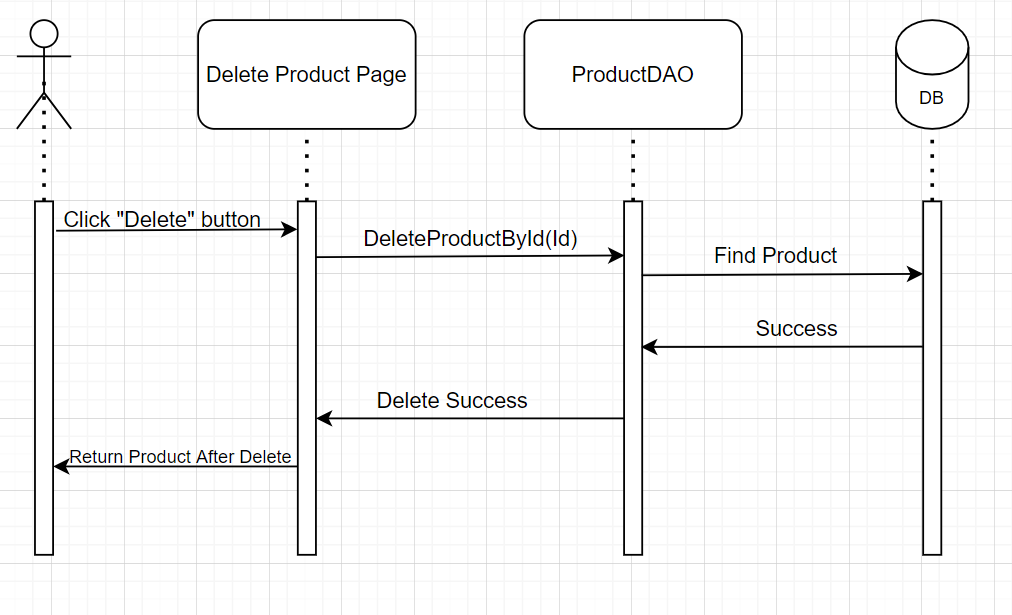 Delete Product Page
ProductDAO
DB
Click "Delete" button
DeleteProductById(Id)
Find Product
Success
Delete Success
Return Product After Delete